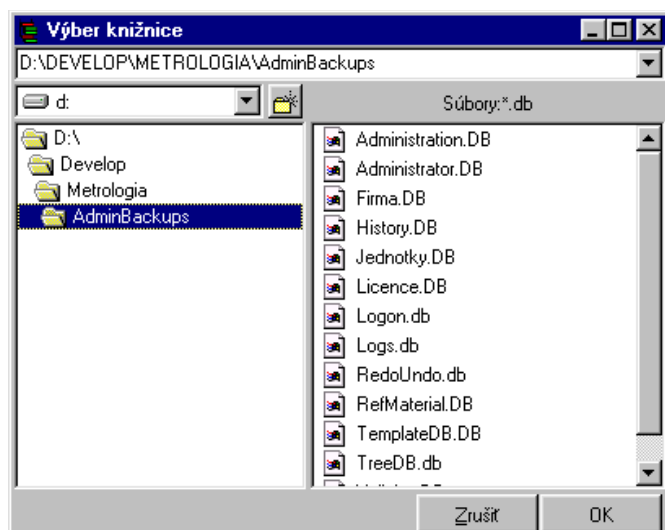 Výber knižnice
D:\DEVELOP\METROLOGIA\AdminBackups
d:
Súbory:*.db
D:\
Develop
Metrologia
AdminBackups
Administration.DB
Administrator.DB
Firma.DB
History.DB
Jednotky.DB
Licence.DB
Logon.db
Logs.db
RedoUndo.db
RefMaterial.DB
TemplateDB.DB
TreeDB.db
Zrušiť
OK